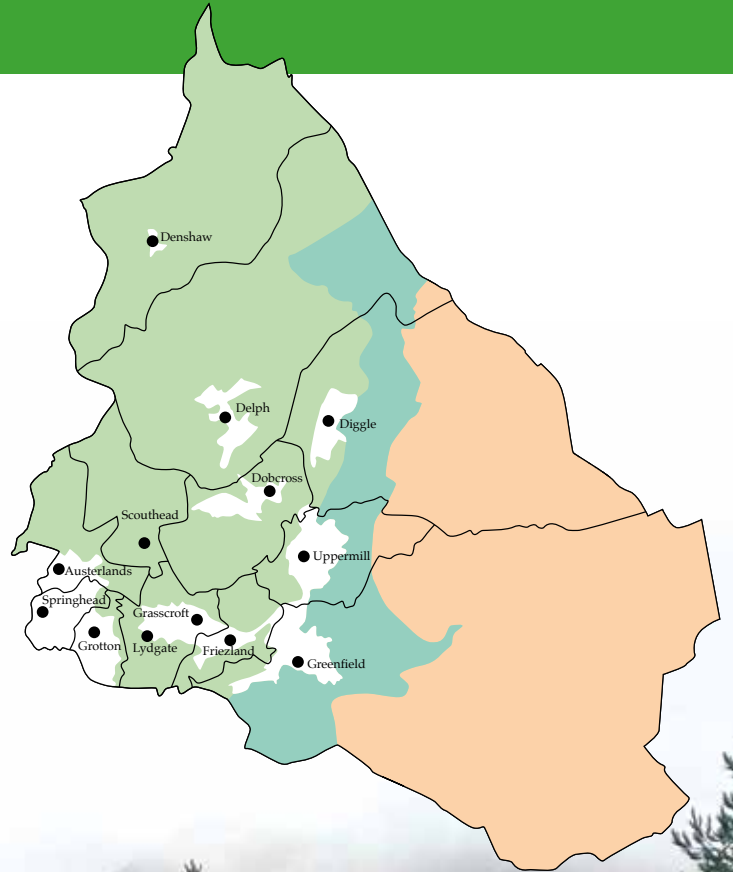 Denshaw
Delph
Diggle
Dobcross
Scouthead
Uppermill
Austerlands
Springhead
Grasscroft
Grotton
Lydgate
Friezland
Greenfield